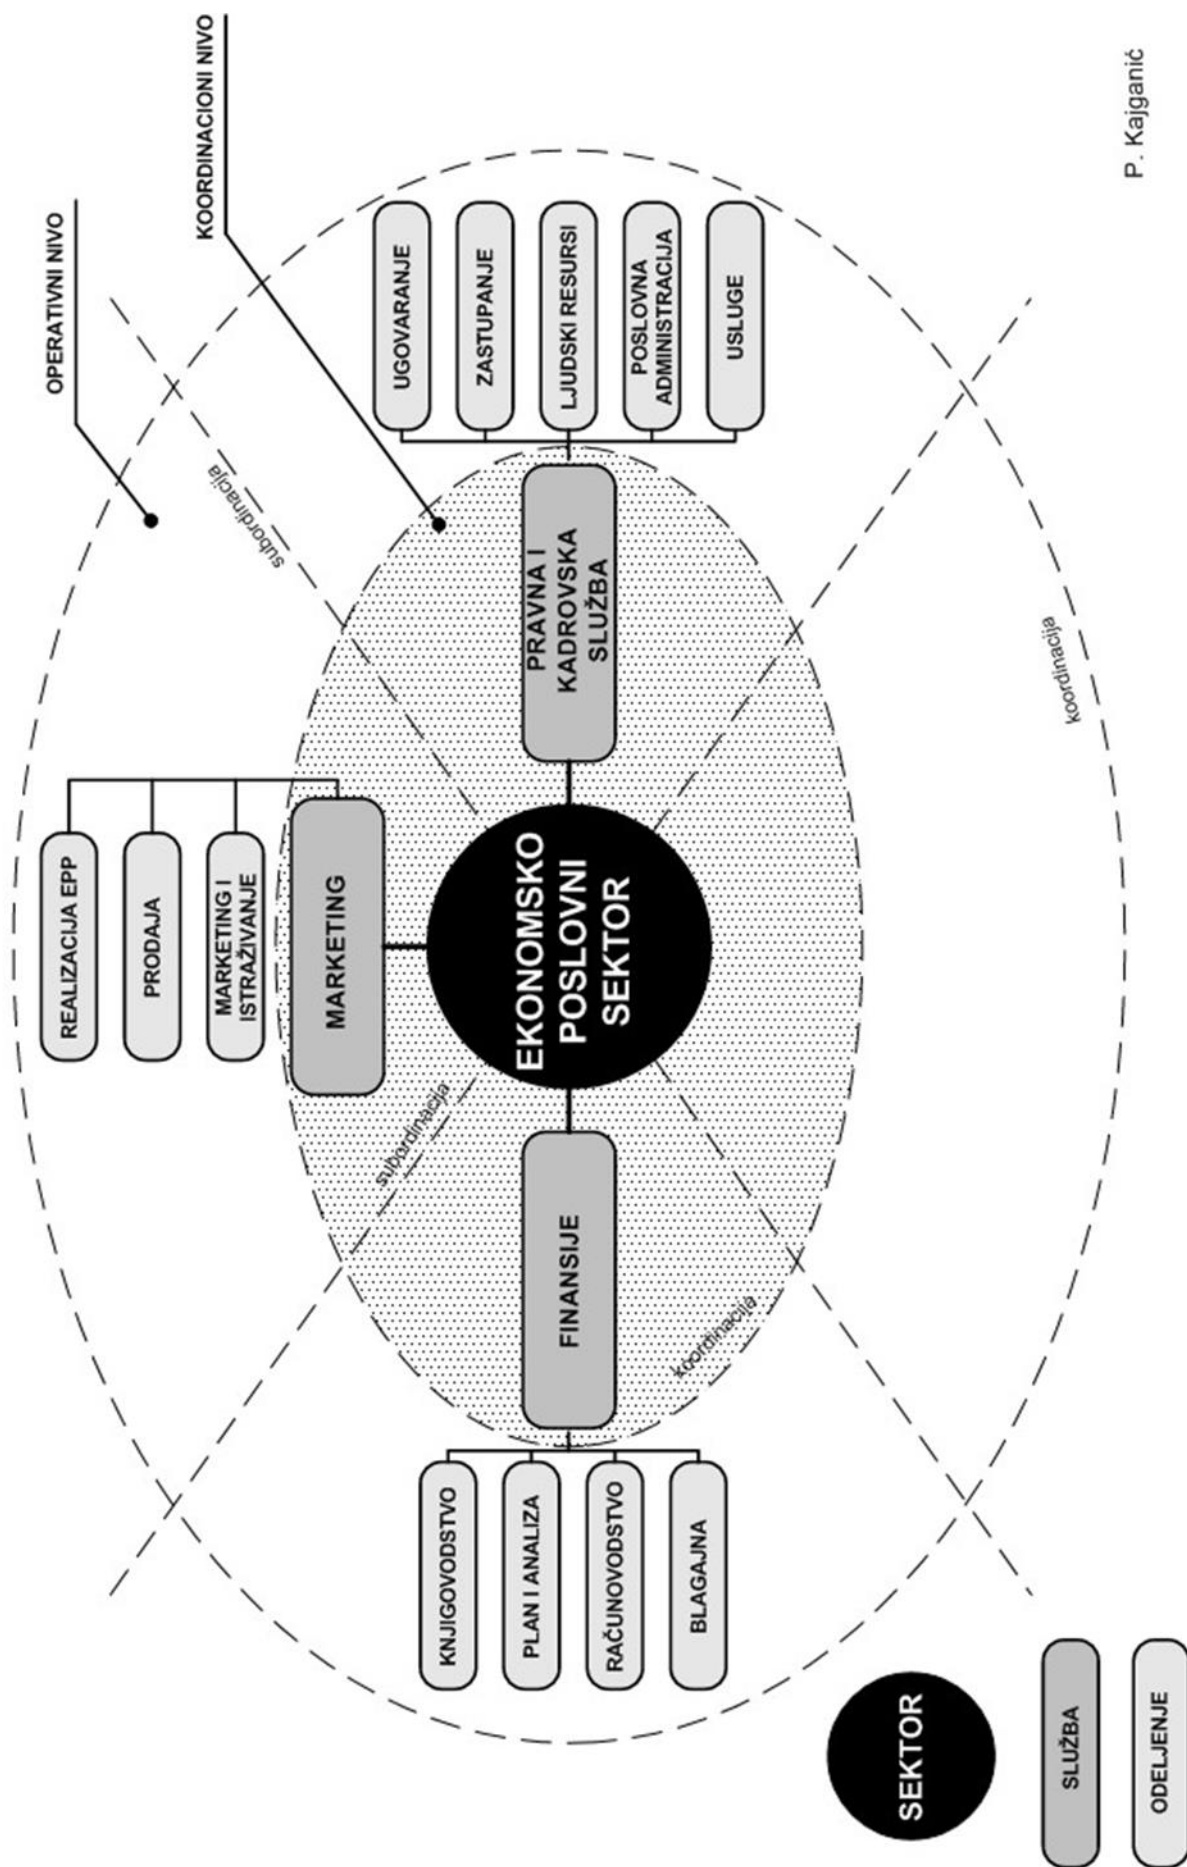 OPERATIVNI NIVO
KOORDINACIONI NIVO
REALIZACIJA EPP
PRODAJA
MARKETING I
ISTRAŽIVANJE
MARKETING
subordinacija
subordinacija
KNJIGOVODSTVO
PLAN I ANALIZA
RAČUNOVODSTVO
BLAGAJNA
FINANSIJE
EKONOMSKO
POSLOVNI
SEKTOR
PRAVNA I
KADROVSKA
SLUŽBA
UGOVARANJE
ZASTUPANJE
LJUDSKI RESURSI
POSLOVNA
ADMINISTRACIJA
USLUGE
koordinacija
koordinacija
SEKTOR
SLUŽBA
ODELJENJE
P. Kajganić